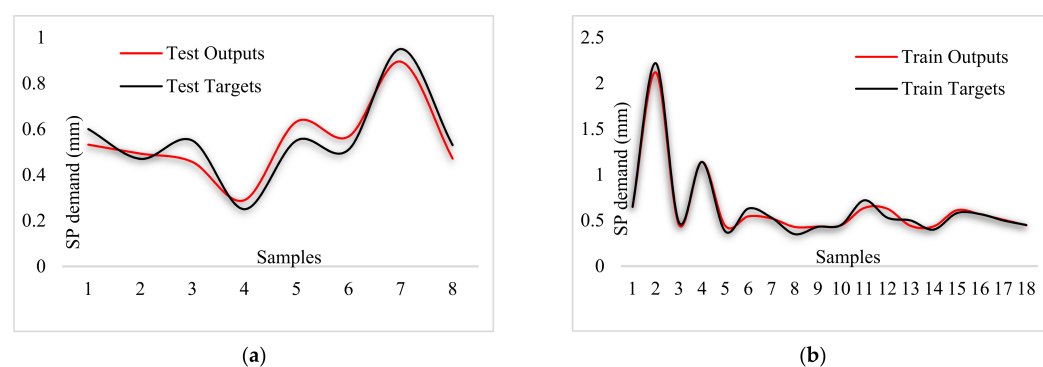 1
0.8
0.6
0.4
0.2
0
SP demand (mm)
Test Outputs
Test Targets
Samples
1 2 3 4 5 6 7 8
(a)
2.5
2
1.5
1
0.5
0
SP demand (mm)
Train Outputs
Train Targets
Samples
1 2 3 4 5 6 7 8 9 10 11 12 13 14 15 16 17 18
(b)